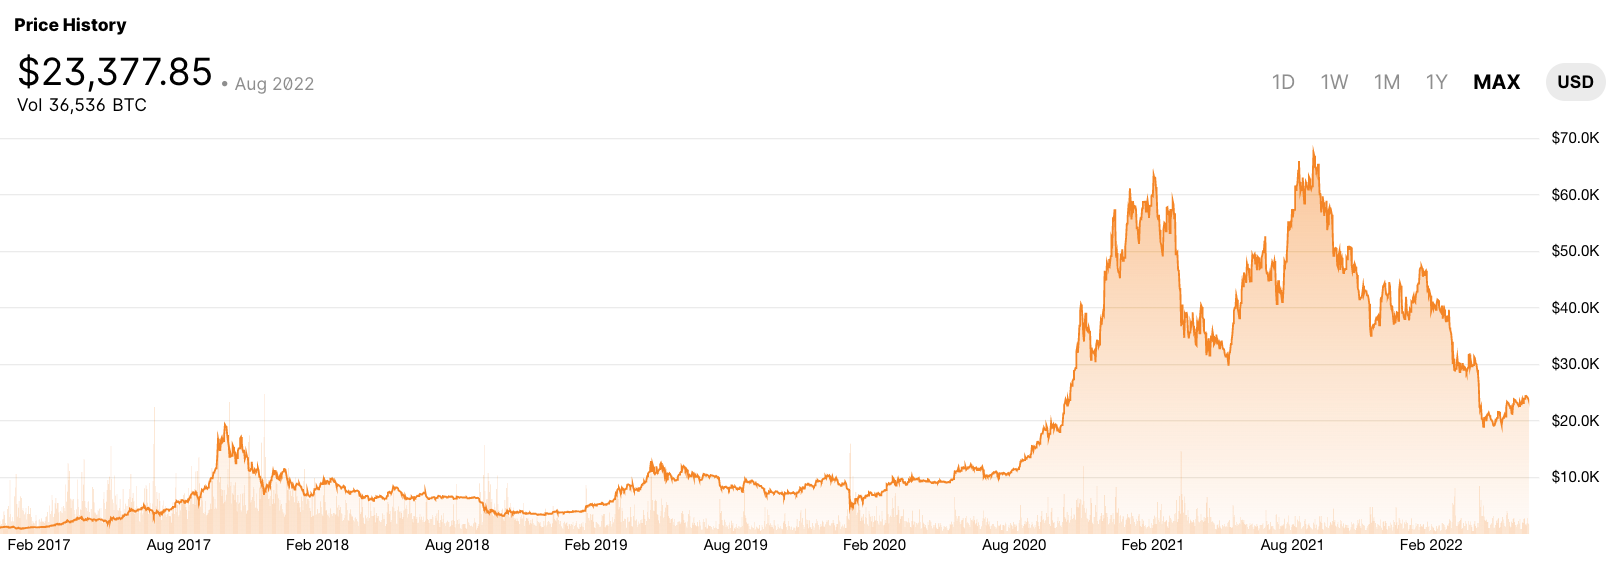 Price History
$23,377.85 • Aug 2022
Vol 36,536 BTC
1D 1W 1M 1Y MAX USD
$70.0K
$60.0K
$50.0K
$40.0K
$30.0K
$20.0K
$10.0K
Feb 2017 Aug 2017 Feb 2018 Aug 2018 Feb 2019 Aug 2019 Feb 2020 Aug 2020 Feb 2021 Aug 2021 Feb 2022